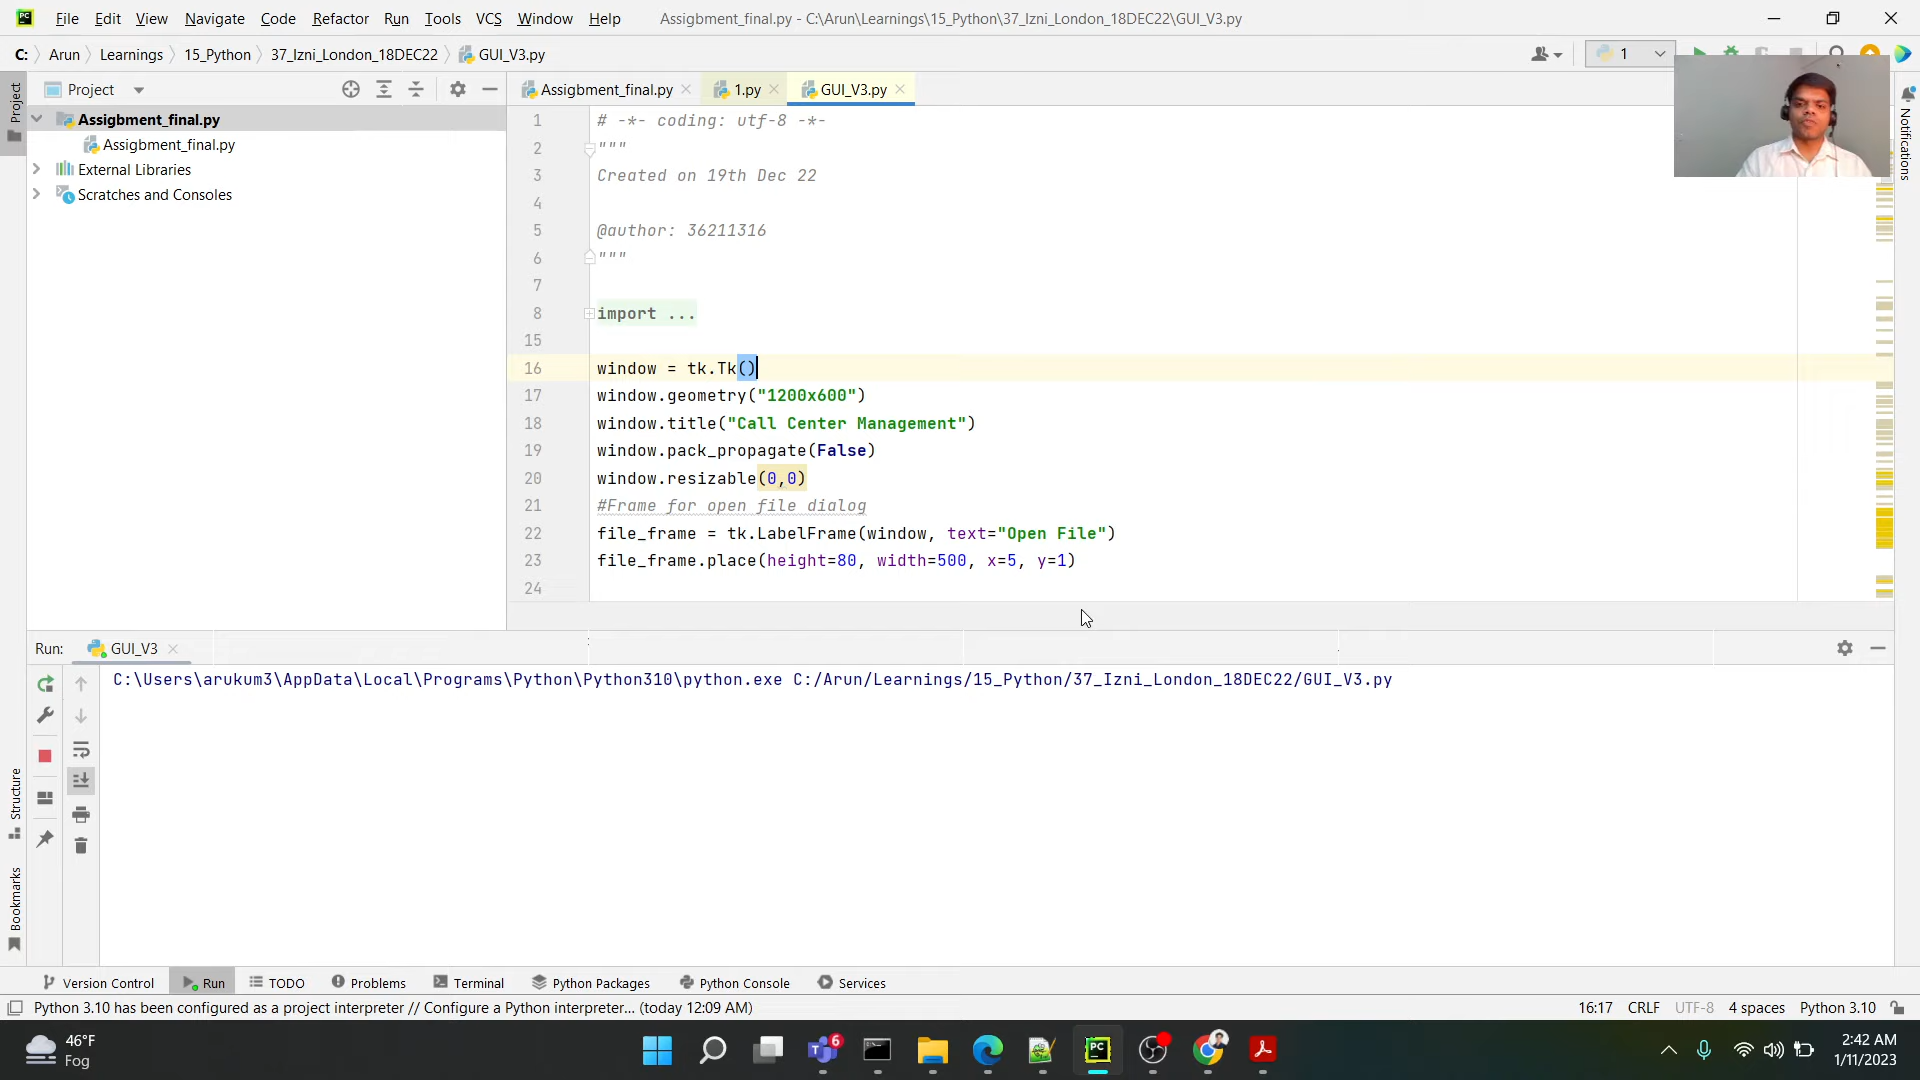 PC File Edit View Navigate Code Refactor Run Tools VCS Window Help Assigbment_final.py - C:\Arun\Learnings\15_Python\37_Izni_London_18DEC22\GUI_V3.py
C: Arun Learnings 15_Python 37_Izni_London_18DEC22 GUI_V3.py 1
Project
Project
Assigbment_final.py
Assigbment_final.py
External Libraries
Scratches and Consoles
Structure
Bookmarks
Assigbment_final.py 1.py GUI_V3.py
1 # -*- coding: utf-8 -*-
2 """
3 Created on 19th Dec 22
4
5 @author: 36211316
6 """
7
8 import ...
15
16 window = tk.Tk()
17 window.geometry("1200x600")
18 window.title("Call Center Management")
19 window.pack_propagate(False)
20 window.resizable(0,0)
21 #Frame for open file dialog
22 file_frame = tk.LabelFrame(window, text="Open File")
23 file_frame.place(height=80, width=500, x=5, y=1)
24
Notifications
Run: GUI_V3
C:\Users\arukum3\AppData\Local\Programs\Python\Python310\python.exe C:/Arun/Learnings/15_Python/37_Izni_London_18DEC22/GUI_V3.py
Version Control Run TODO Problems Terminal Python Packages Python Console Services
Python 3.10 has been configured as a project interpreter // Configure a Python interpreter... (today 12:09 AM) 16:17 CRLF UTF-8 4 spaces Python 3.10
46°F
Fog
6
PC
2:42 AM
1/11/2023